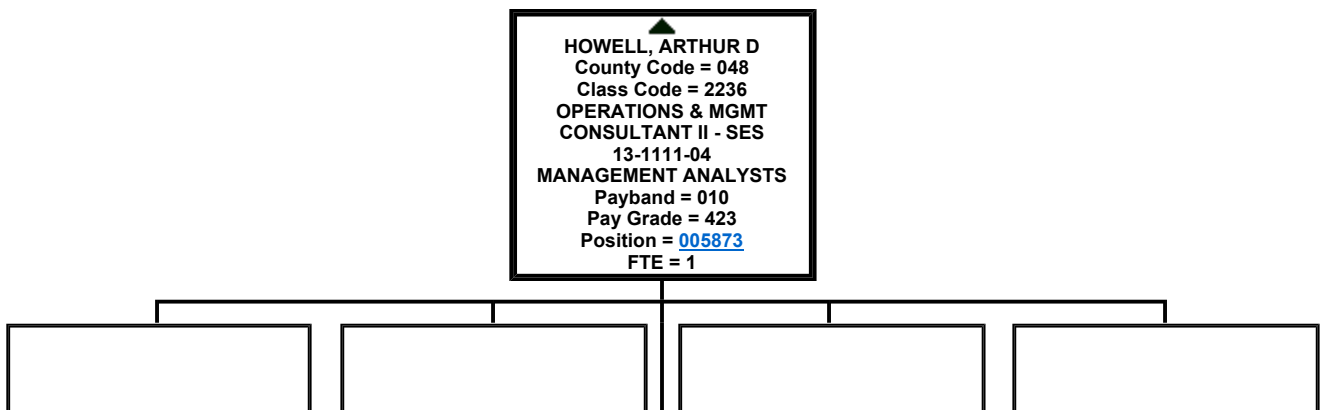 HOWELL, ARTHUR D
County Code = 048
Class Code = 2236
OPERATIONS & MGMT
CONSULTANT II - SES
13-1111-04
MANAGEMENT ANALYSTS
Payband = 010
Pay Grade = 423
Position = 005873
FTE = 1